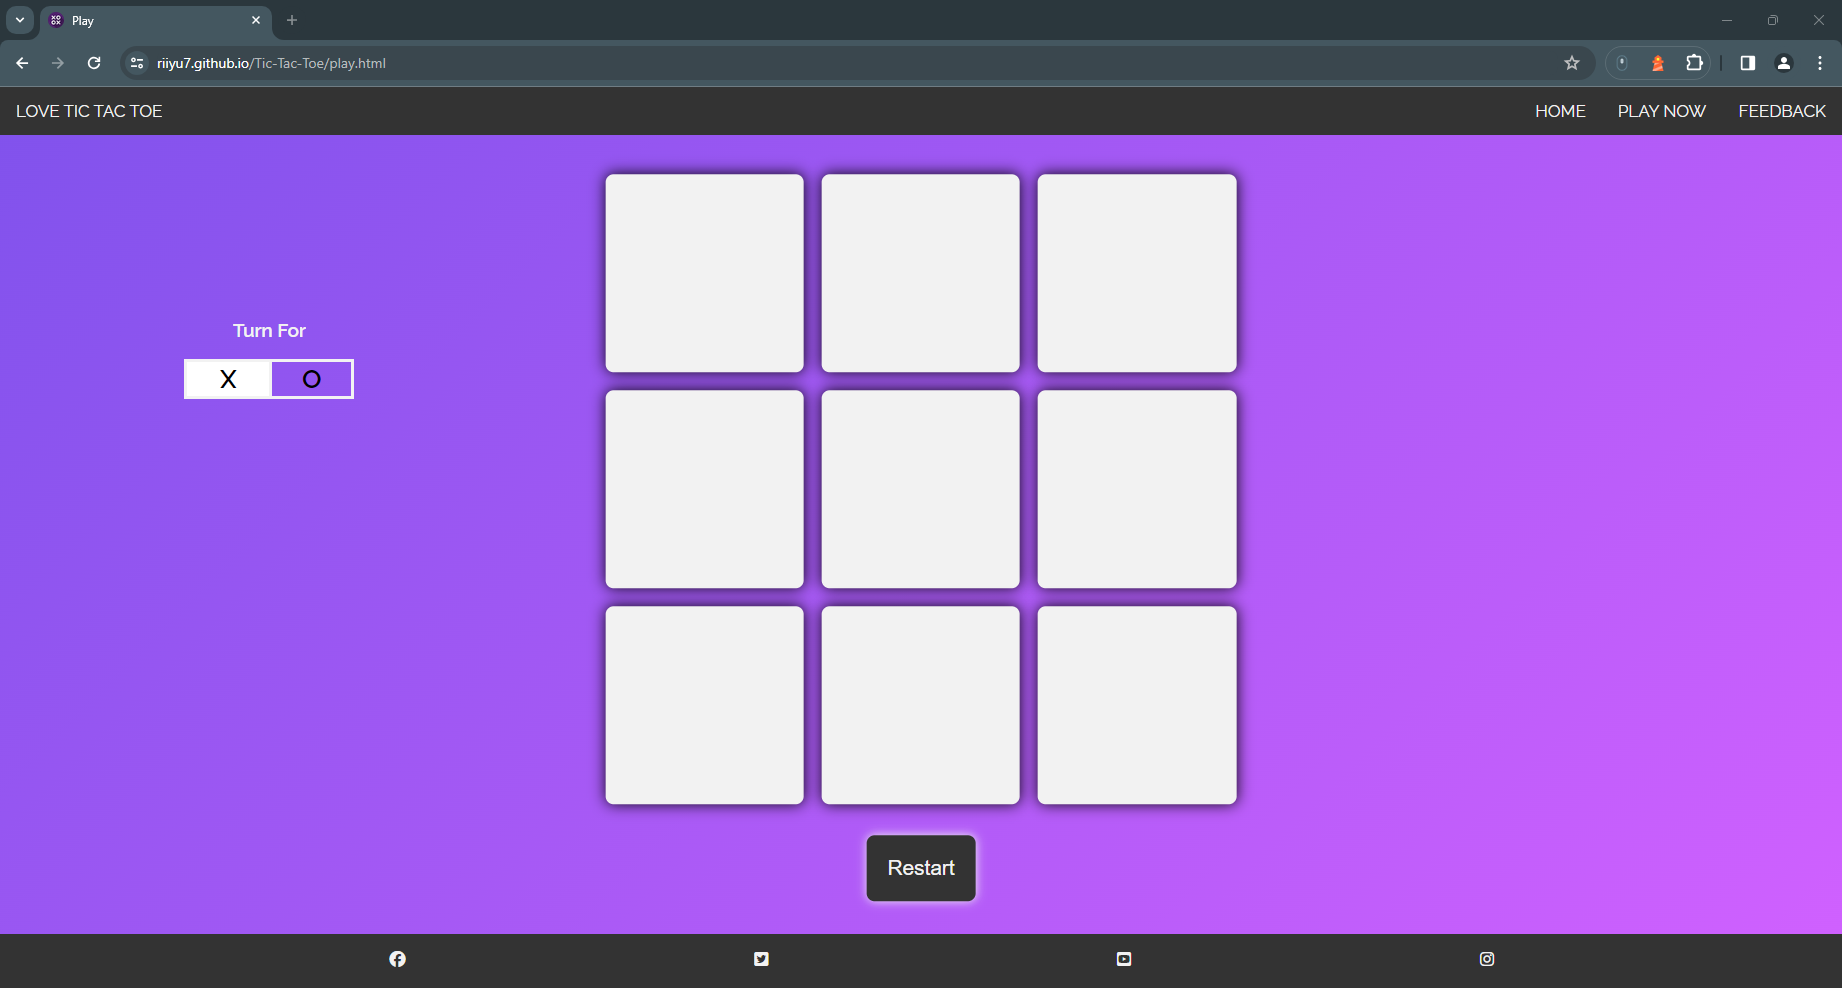 Play
riiyu7.github.io/Tic-Tac-Toe/play.html
LOVE TIC TAC TOE
HOME PLAY NOW FEEDBACK
Turn For
X O
Restart